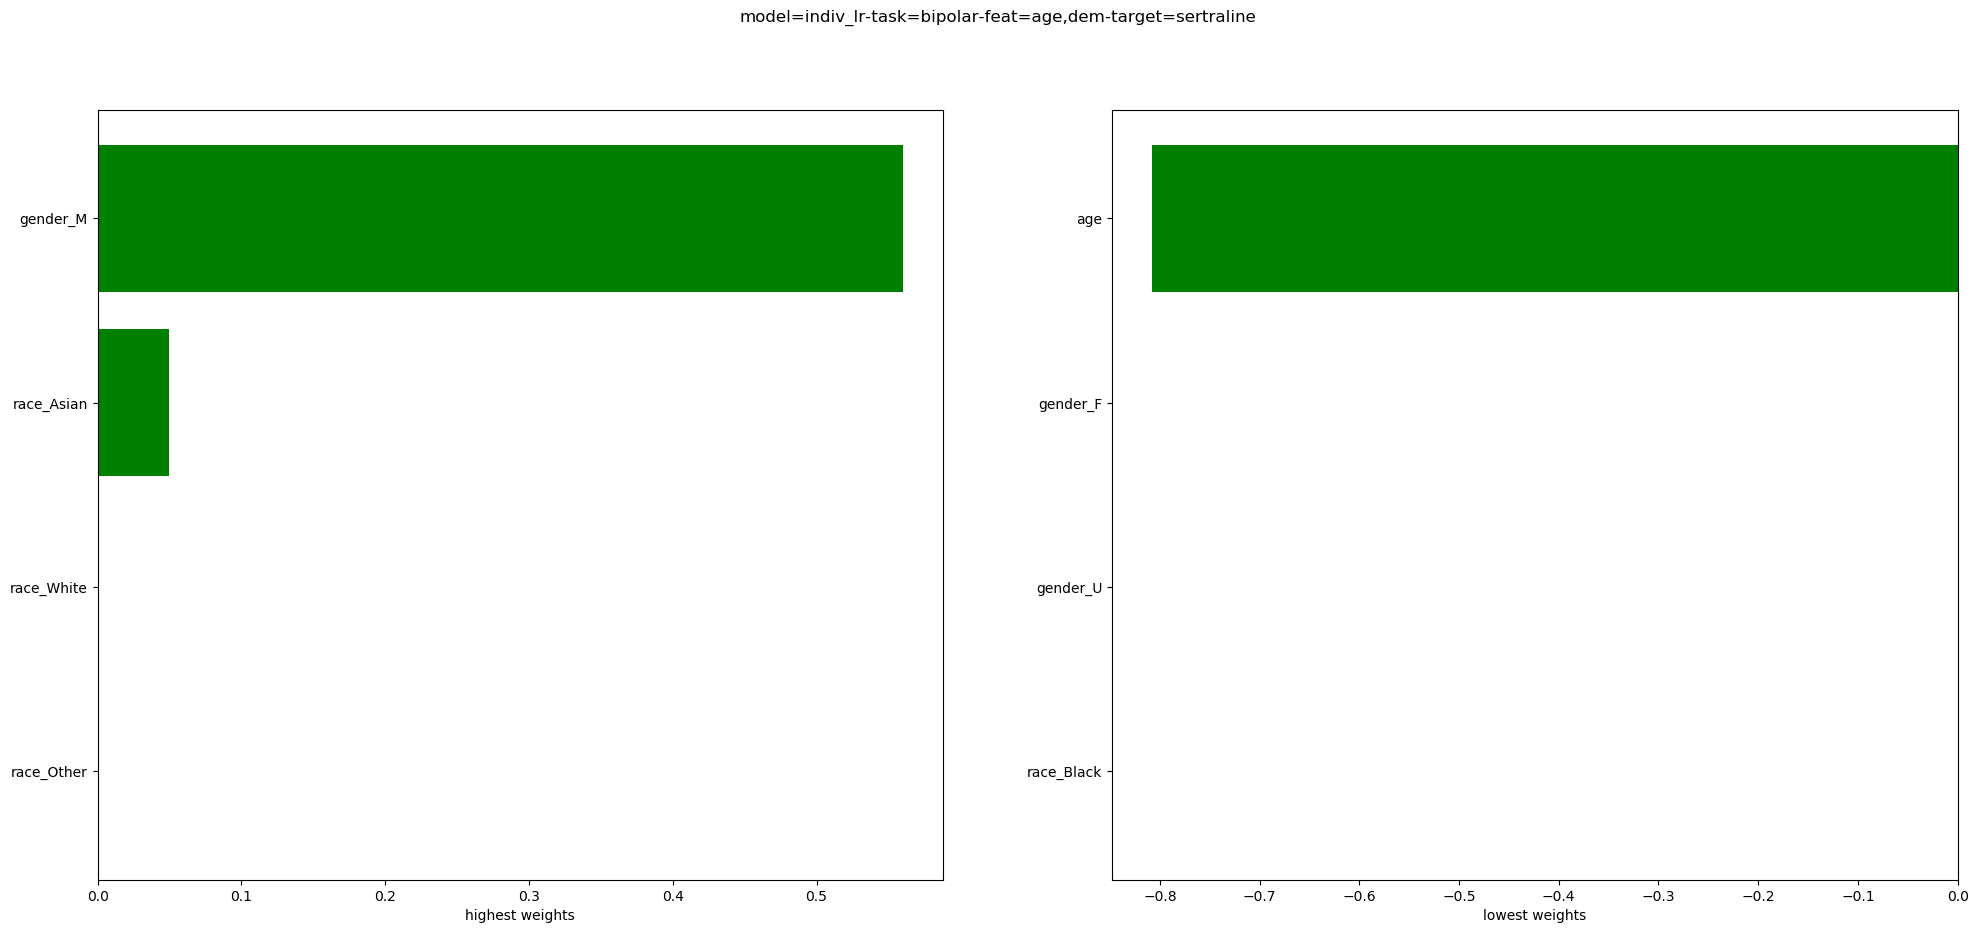 model=indiv_lr-task=bipolar-feat=age,dem-target=sertraline
gender_M
race_Asian
race_White
race_Other
0.0 0.1 0.2 0.3 0.4 0.5
highest weights
age
gender_F
gender_U
race_Black
−0.8 −0.7 −0.6 −0.5 −0.4 −0.3 −0.2 −0.1 0.0
lowest weights